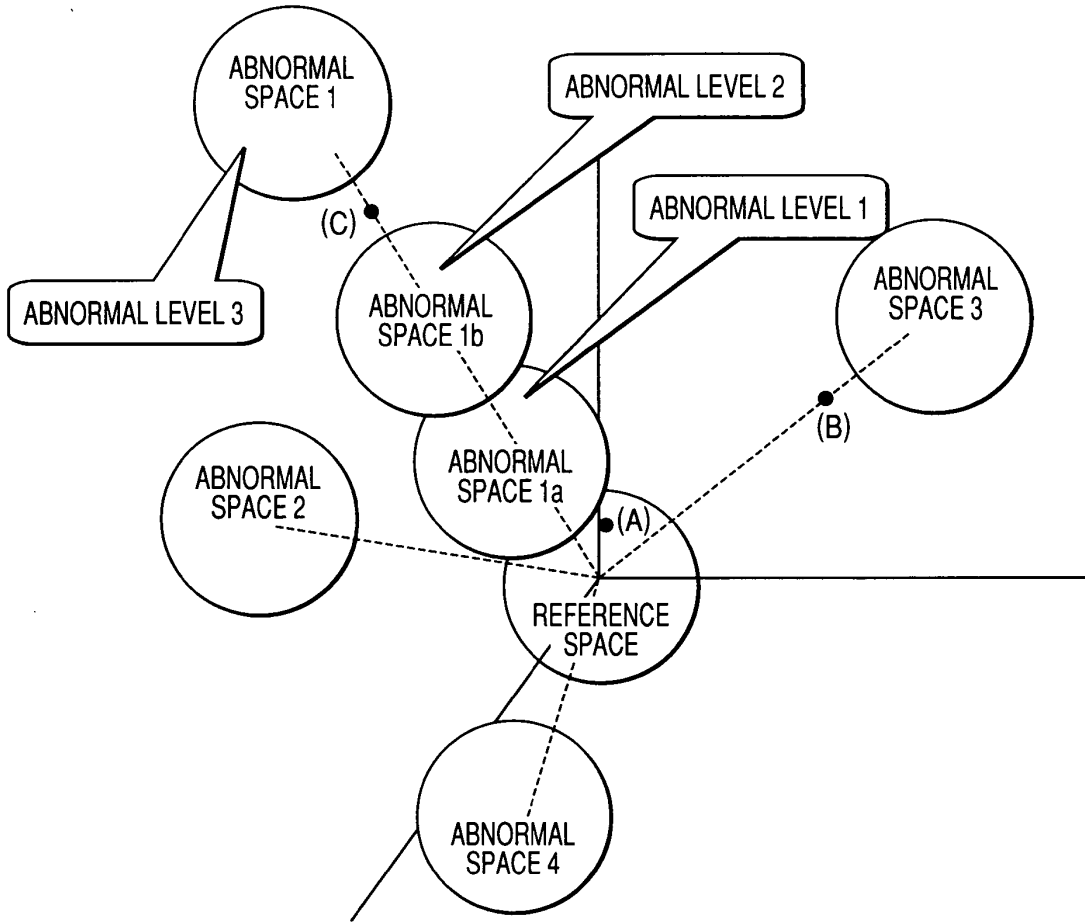 ABNORMAL
SPACE 1
ABNORMAL LEVEL 2
ABNORMAL LEVEL 1
(C)
ABNORMAL LEVEL 3
ABNORMAL
SPACE 1b
ABNORMAL
SPACE 3
(B)
ABNORMAL
SPACE 1a
ABNORMAL
SPACE 2
(A)
REFERENCE
SPACE
ABNORMAL
SPACE 4